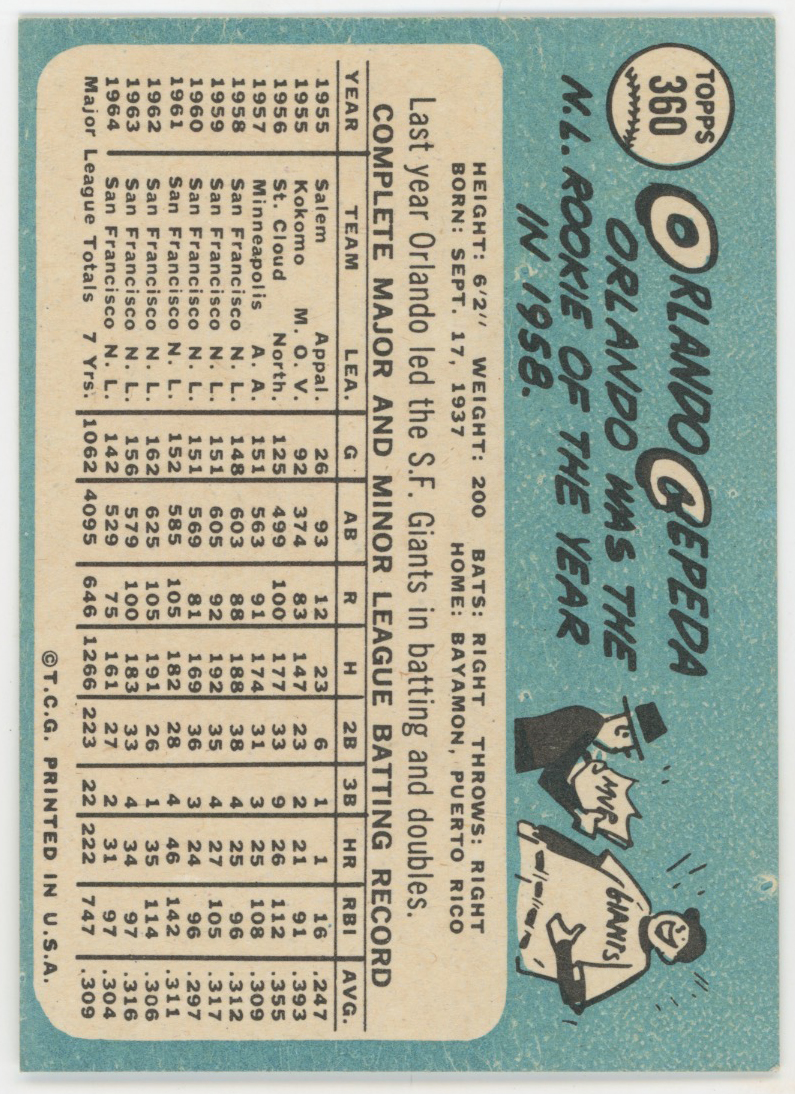 TOPPS
360
ORLANDO CEPEDA
ORLANDO WAS THE
N.L. ROOKIE OF THE YEAR
IN 1958.
MVP
GIANTS
HEIGHT: 6'2" WEIGHT: 200 BATS: RIGHT THROWS: RIGHT
BORN: SEPT. 17, 1937 HOME: BAYAMON, PUERTO RICO
Last year Orlando led the S.F. Giants in batting and doubles.
COMPLETE MAJOR AND MINOR LEAGUE BATTING RECORD
YEAR TEAM LEA. G AB R H 2B 3B HR RBI AVG.
1955 Salem Appal. 26 93 12 23 6 1 1 16 .247
1955 Kokomo M. O. V. 92 374 83 147 23 2 21 91 .393
1956 St. Cloud North. 125 499 100 177 33 9 26 112 .355
1957 Minneapolis A. A. 151 563 91 174 31 3 25 108 .309
1958 San Francisco N. L. 148 603 88 188 38 4 25 96 .312
1959 San Francisco N. L. 151 605 92 192 35 4 27 105 .317
1960 San Francisco N. L. 151 569 81 169 36 3 24 96 .297
1961 San Francisco N. L. 152 585 105 182 28 4 46 142 .311
1962 San Francisco N. L. 162 625 105 191 26 1 35 114 .306
1963 San Francisco N. L. 156 579 100 183 33 4 34 97 .316
1964 San Francisco N. L. 142 529 75 161 27 2 31 97 .304
Major League Totals 7 Yrs. 1062 4095 646 1266 223 22 222 747 .309
©T.C.G. PRINTED IN U.S.A.